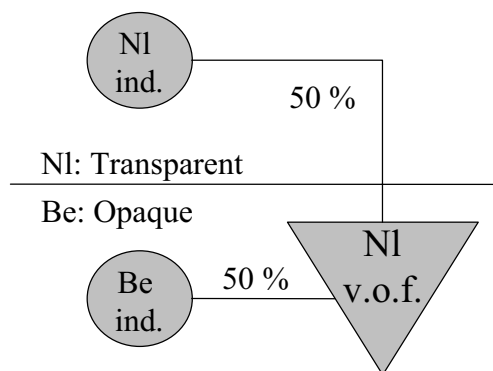 Nl
ind.
50 %
Nl: Transparent
Be: Opaque
Nl
v.o.f.
Be
ind.
50 %